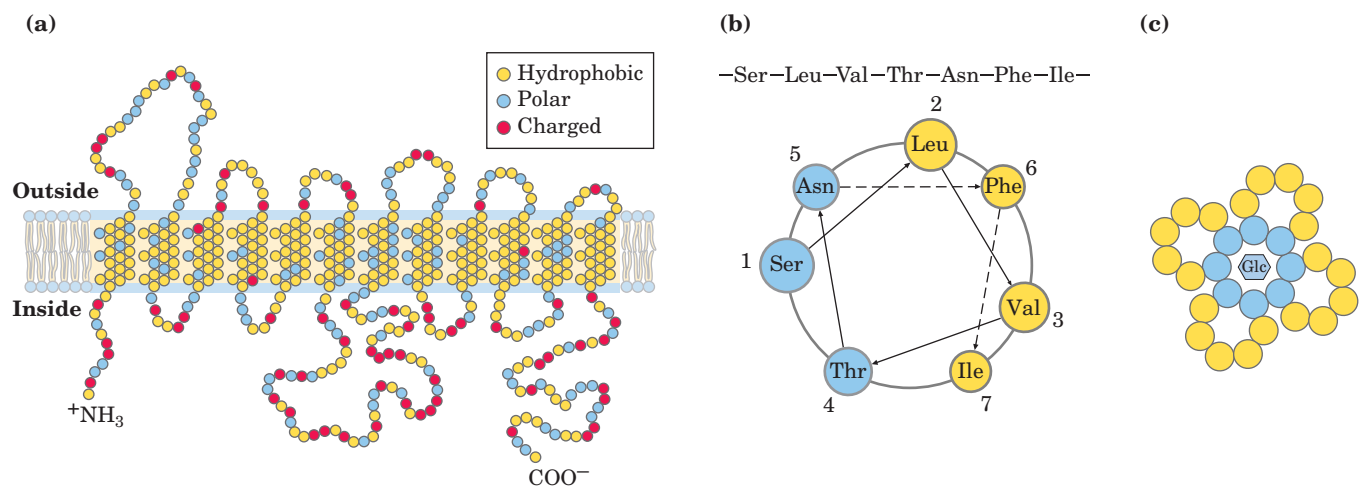 (a)
Hydrophobic
Polar
Charged
Outside
Inside
⁺NH₃
COO⁻
(b)
–Ser–Leu–Val–Thr–Asn–Phe–Ile–
2
Leu
5
Asn
6
Phe
1
Ser
Val
3
Thr
4
Ile
7
(c)
Glc